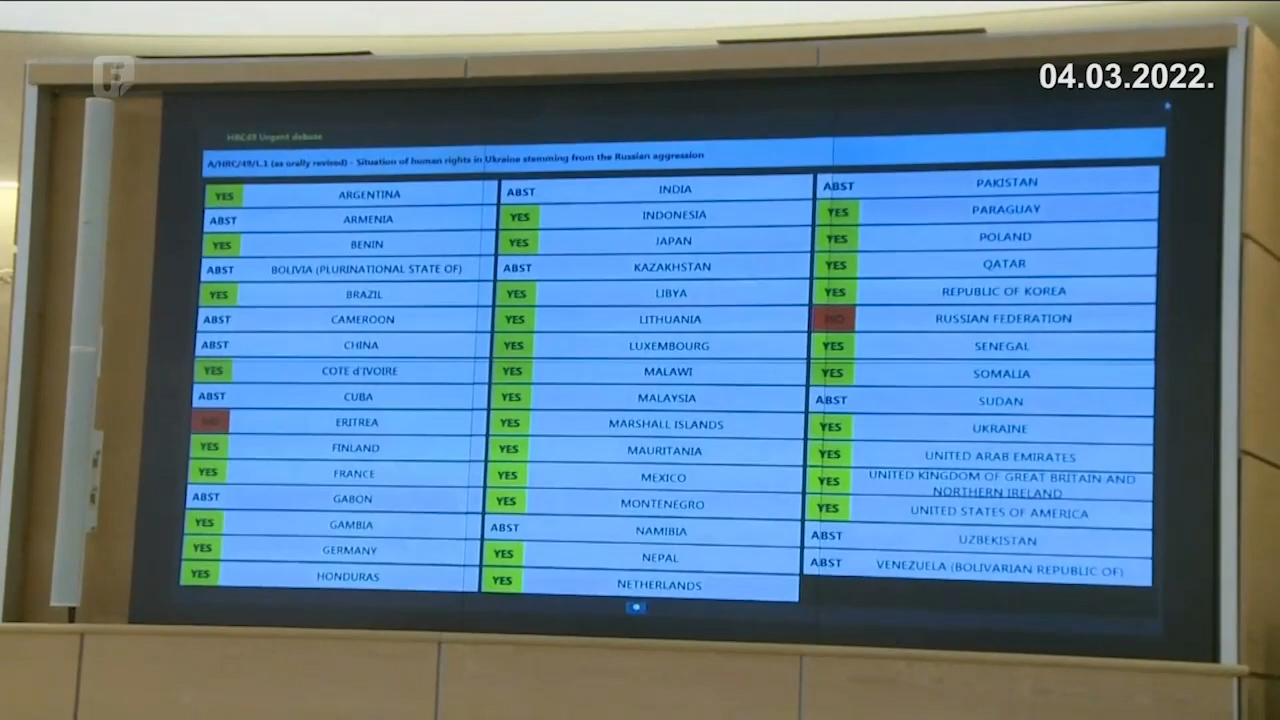 04.03.2022.
HRC49 Urgent debate
A/HRC/49/L.1 (as orally revised) - Situation of human rights in Ukraine stemming from the Russian aggression
YES ARGENTINA
ABST ARMENIA
YES BENIN
ABST BOLIVIA (PLURINATIONAL STATE OF)
YES BRAZIL
ABST CAMEROON
ABST CHINA
YES COTE d'IVOIRE
ABST CUBA
NO ERITREA
YES FINLAND
YES FRANCE
ABST GABON
YES GAMBIA
YES GERMANY
YES HONDURAS
ABST INDIA
YES INDONESIA
YES JAPAN
ABST KAZAKHSTAN
YES LIBYA
YES LITHUANIA
YES LUXEMBOURG
YES MALAWI
YES MALAYSIA
YES MARSHALL ISLANDS
YES MAURITANIA
YES MEXICO
YES MONTENEGRO
ABST NAMIBIA
YES NEPAL
YES NETHERLANDS
ABST PAKISTAN
YES PARAGUAY
YES POLAND
YES QATAR
YES REPUBLIC OF KOREA
NO RUSSIAN FEDERATION
YES SENEGAL
YES SOMALIA
ABST SUDAN
YES UKRAINE
YES UNITED ARAB EMIRATES
YES UNITED KINGDOM OF GREAT BRITAIN AND
NORTHERN IRELAND
YES UNITED STATES OF AMERICA
ABST UZBEKISTAN
ABST VENEZUELA (BOLIVARIAN REPUBLIC OF)